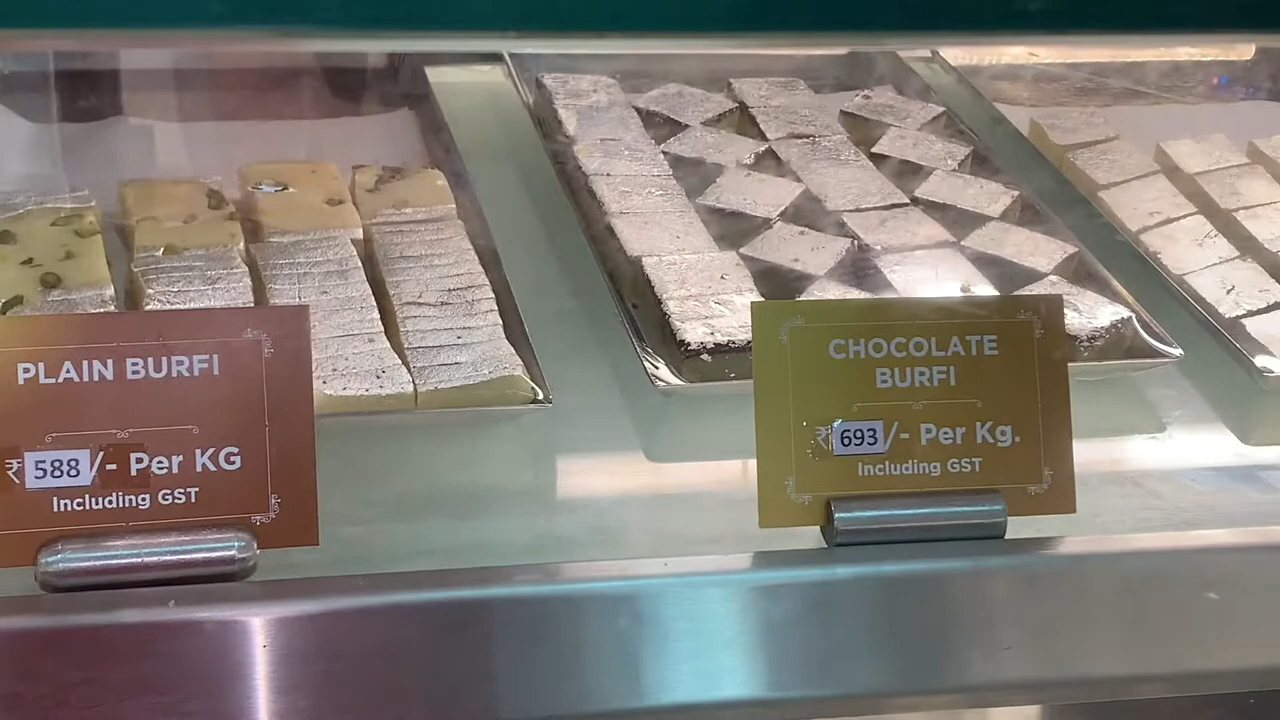 PLAIN BURFI
₹ 588/- Per KG
Including GST
CHOCOLATE
BURFI
₹ 693/- Per Kg.
Including GST